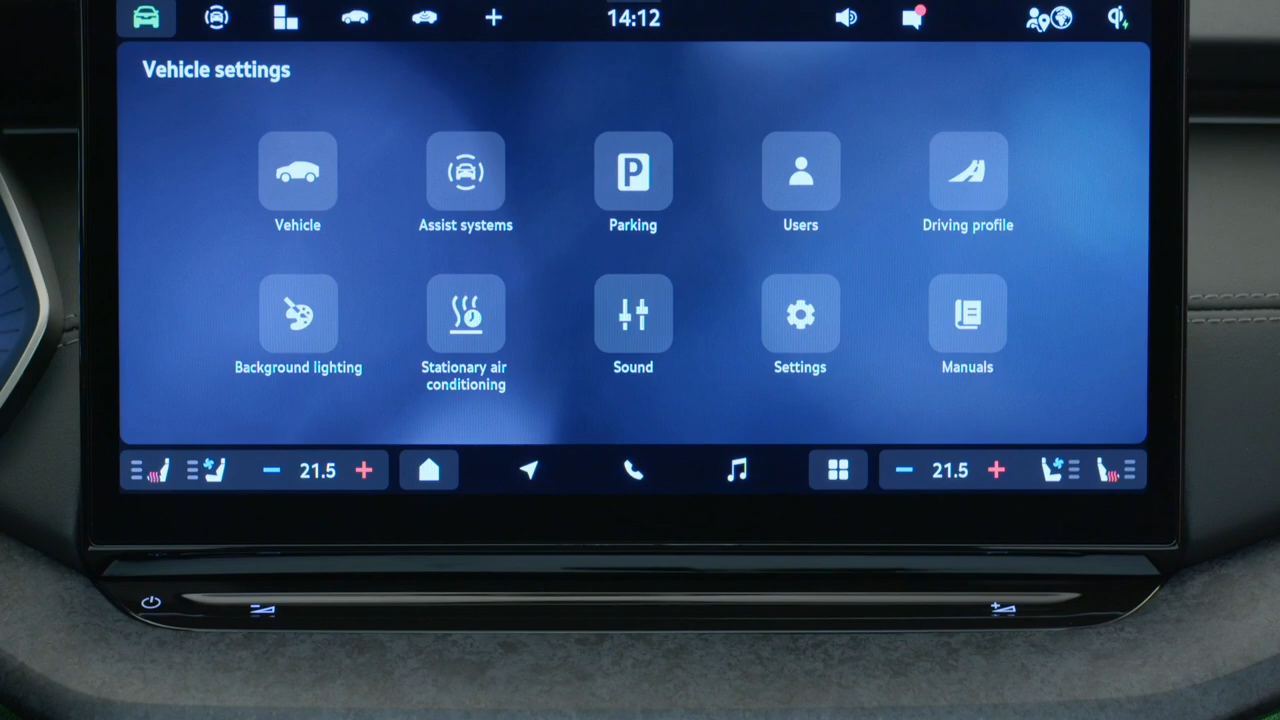 14:12
Vehicle settings
Vehicle
Assist systems
Parking
Users
Driving profile
Background lighting
Stationary air
conditioning
Sound
Settings
Manuals
21.5
21.5